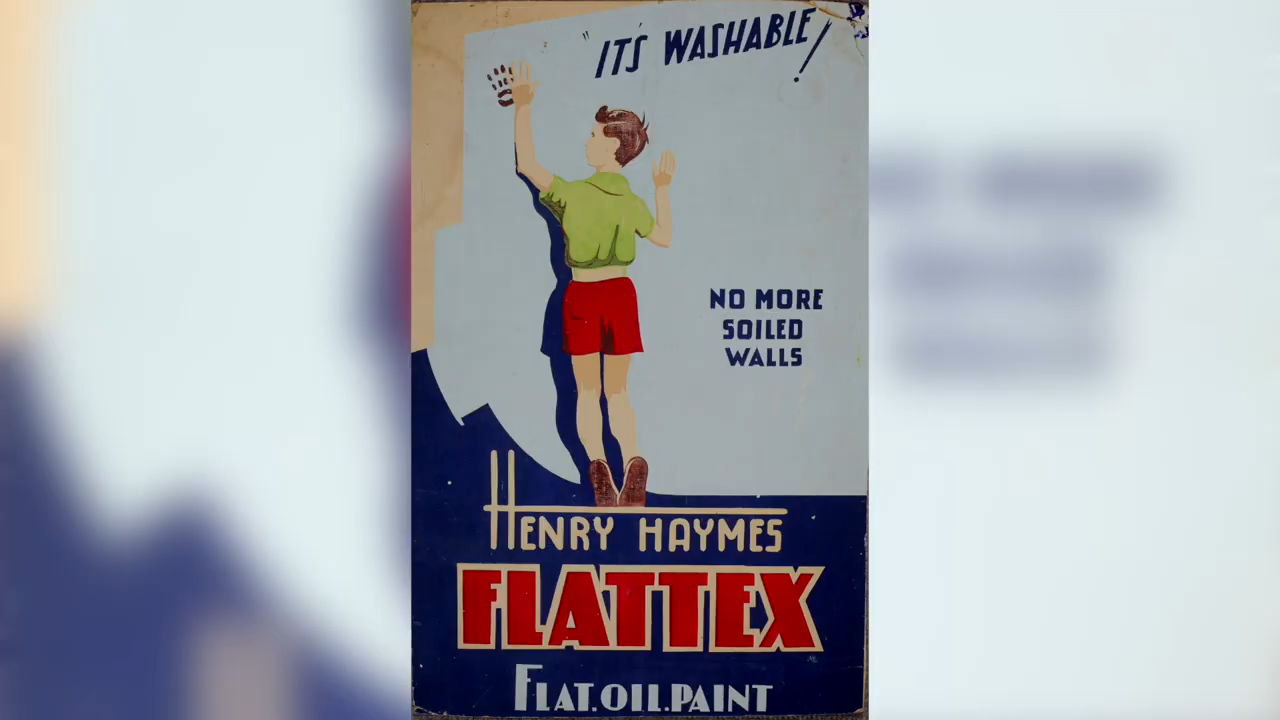 "IT'S WASHABLE!
NO MORE
SOILED
WALLS
HENRY HAYMES
FLATTEX
FLAT.OIL.PAINT